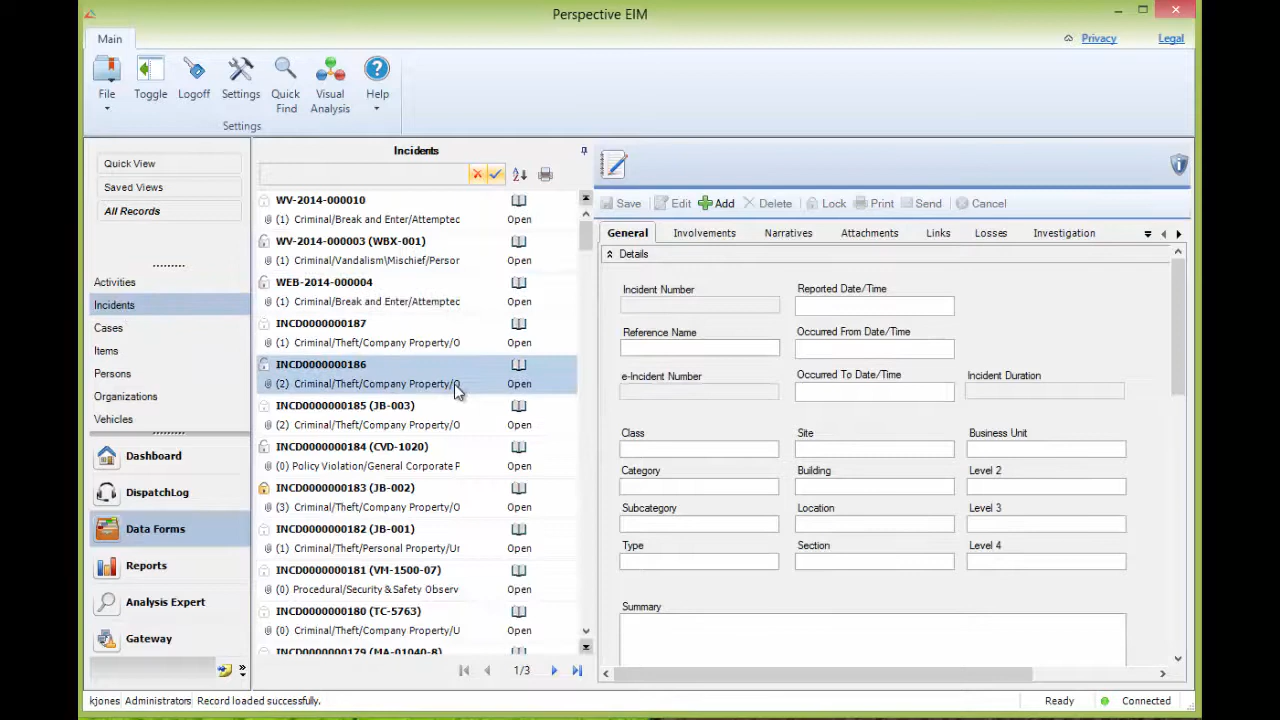 Perspective EIM
Main
Privacy
Legal
File
Toggle
Logoff
Settings
Quick Find
Visual Analysis
Help
Settings
Quick View
Saved Views
All Records
Activities
Incidents
Cases
Items
Persons
Organizations
Vehicles
Dashboard
DispatchLog
Data Forms
Reports
Analysis Expert
Gateway
Incidents
WV-2014-000010
(1) Criminal/Break and Enter/Attemptec Open
WV-2014-000003 (WBX-001)
(1) Criminal/Vandalism\Mischief/Persor Open
WEB-2014-000004
(1) Criminal/Break and Enter/Attemptec Open
INCD0000000187
(1) Criminal/Theft/Company Property/O Open
INCD0000000186
(2) Criminal/Theft/Company Property/O Open
INCD0000000185 (JB-003)
(2) Criminal/Theft/Company Property/O Open
INCD0000000184 (CVD-1020)
(0) Policy Violation/General Corporate P Open
INCD0000000183 (JB-002)
(3) Criminal/Theft/Company Property/O Open
INCD0000000182 (JB-001)
(1) Criminal/Theft/Personal Property/Ur Open
INCD0000000181 (VM-1500-07)
(0) Procedural/Security & Safety Observ Open
INCD0000000180 (TC-5763)
(0) Criminal/Theft/Company Property/U Open
INCD0000000179 (MA-01040-8)
1/3
Save Edit Add Delete Lock Print Send Cancel
General Involvements Narratives Attachments Links Losses Investigation
Details
Incident Number
Reported Date/Time
Reference Name
Occurred From Date/Time
e-Incident Number
Occurred To Date/Time
Incident Duration
Class
Site
Business Unit
Category
Building
Level 2
Subcategory
Location
Level 3
Type
Section
Level 4
Summary
kjones Administrators Record loaded successfully.
Ready
Connected